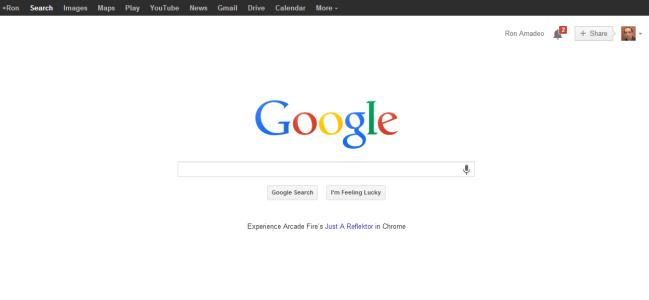 +Ron Search Images Maps Play YouTube News Gmail Drive Calendar More
Ron Amadeo 2 + Share
Google
Google Search I'm Feeling Lucky
Experience Arcade Fire's Just A Reflektor in Chrome